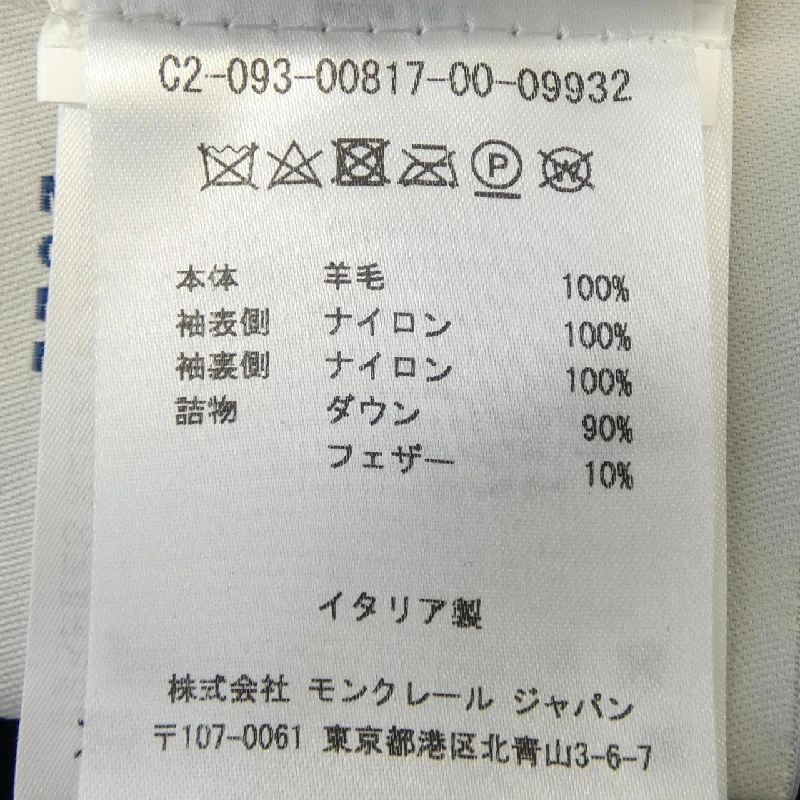 C2-093-00817-00-09932
P W
本体 羊毛 100%
袖表側 ナイロン 100%
袖裏側 ナイロン 100%
詰物 ダウン 90%
フェザー 10%
イタリア製
株式会社 モンクレール ジャパン
〒107-0061 東京都港区北青山3-6-7